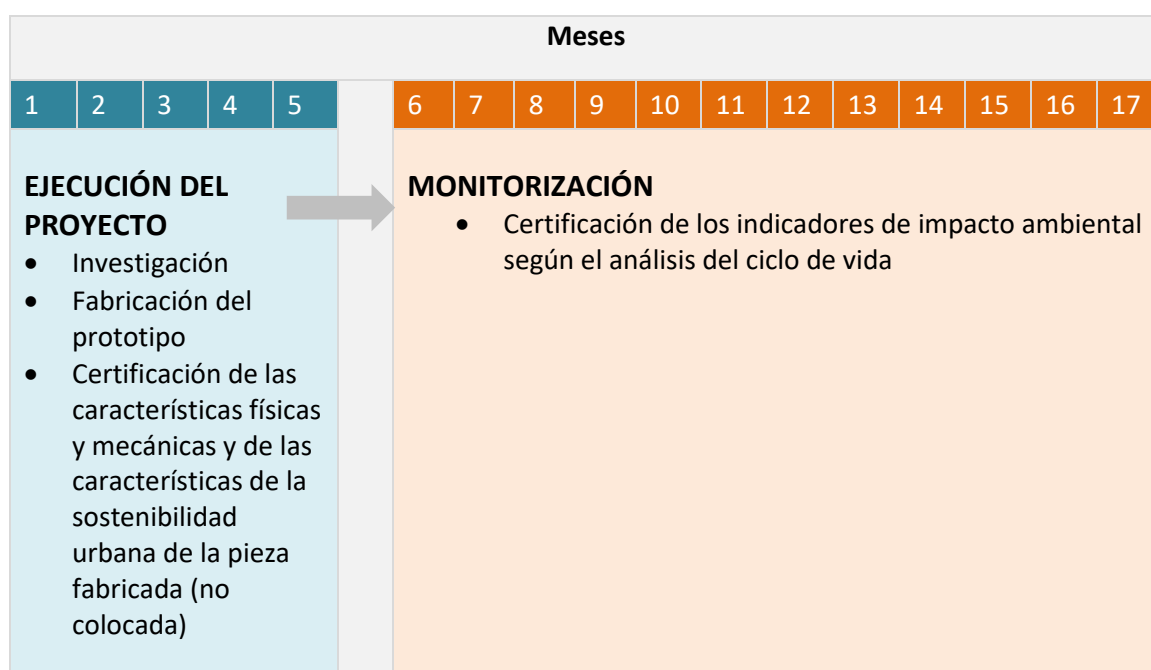 Meses
1 2 3 4 5 6 7 8 9 10 11 12 13 14 15 16 17
EJECUCIÓN DEL
PROYECTO
• Investigación
• Fabricación del
prototipo
• Certificación de las
características físicas
y mecánicas y de las
características de la
sostenibilidad
urbana de la pieza
fabricada (no
colocada)
MONITORIZACIÓN
• Certificación de los indicadores de impacto ambiental
según el análisis del ciclo de vida